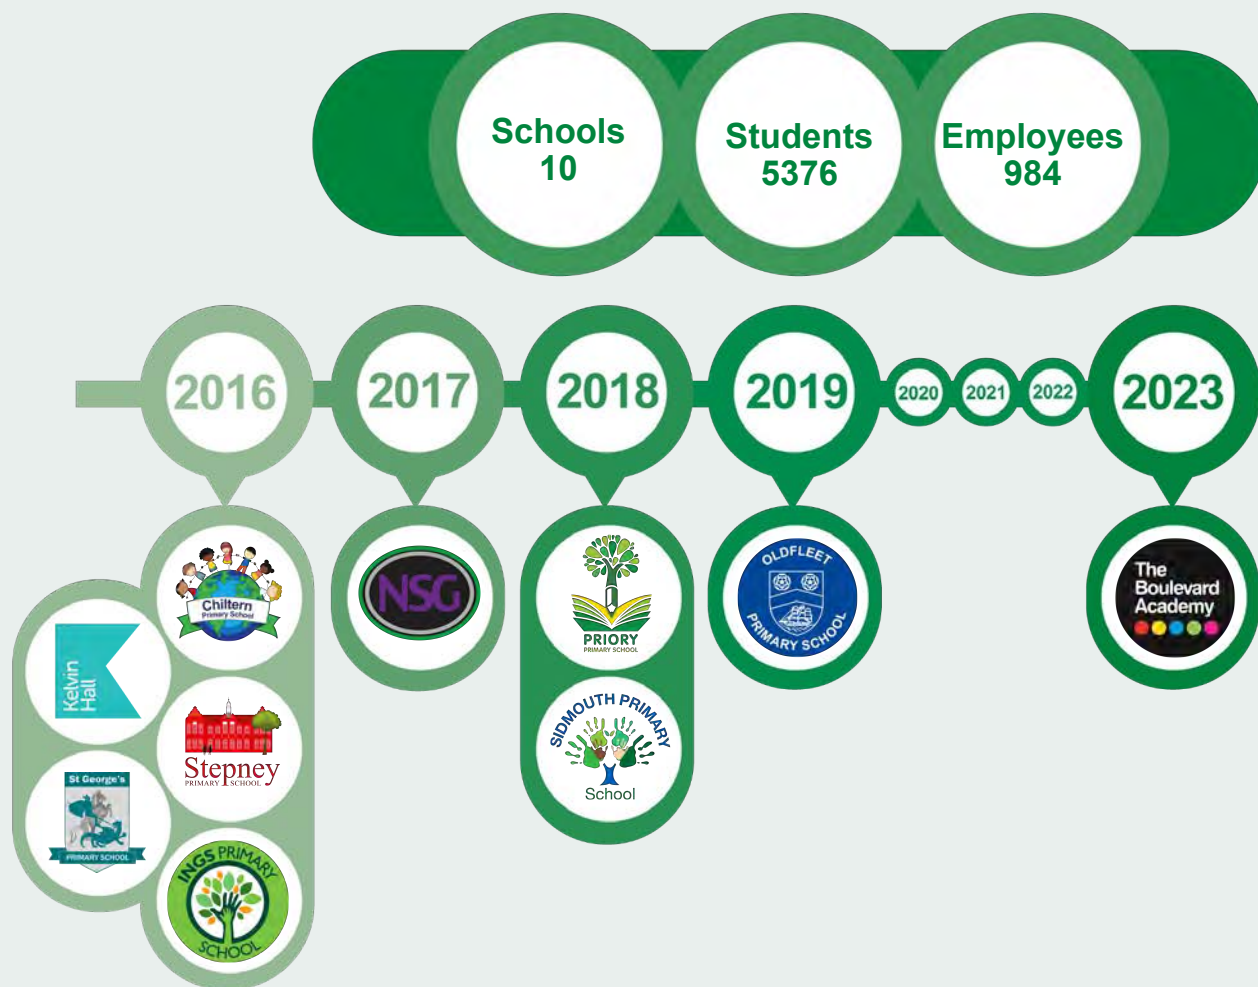 Schools
10
Students
5376
Employees
984
2016
2017
2018
2019
2020
2021
2022
2023
Chiltern
Primary School
Kelvin
Hall
Stepney
PRIMARY SCHOOL
St George's
PRIMARY SCHOOL
INGS PRIMARY
SCHOOL
NSG
PRIORY
PRIMARY SCHOOL
SIDMOUTH PRIMARY
School
OLDFLEET
PRIMARY SCHOOL
The
Boulevard
Academy